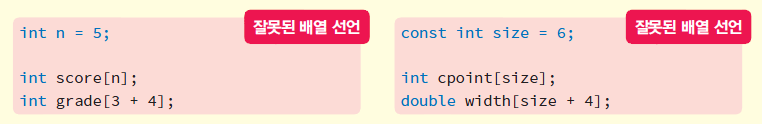 잘못된 배열 선언
int n = 5;
int score[n];
int grade[3 + 4];
잘못된 배열 선언
const int size = 6;
int cpoint[size];
double width[size + 4];